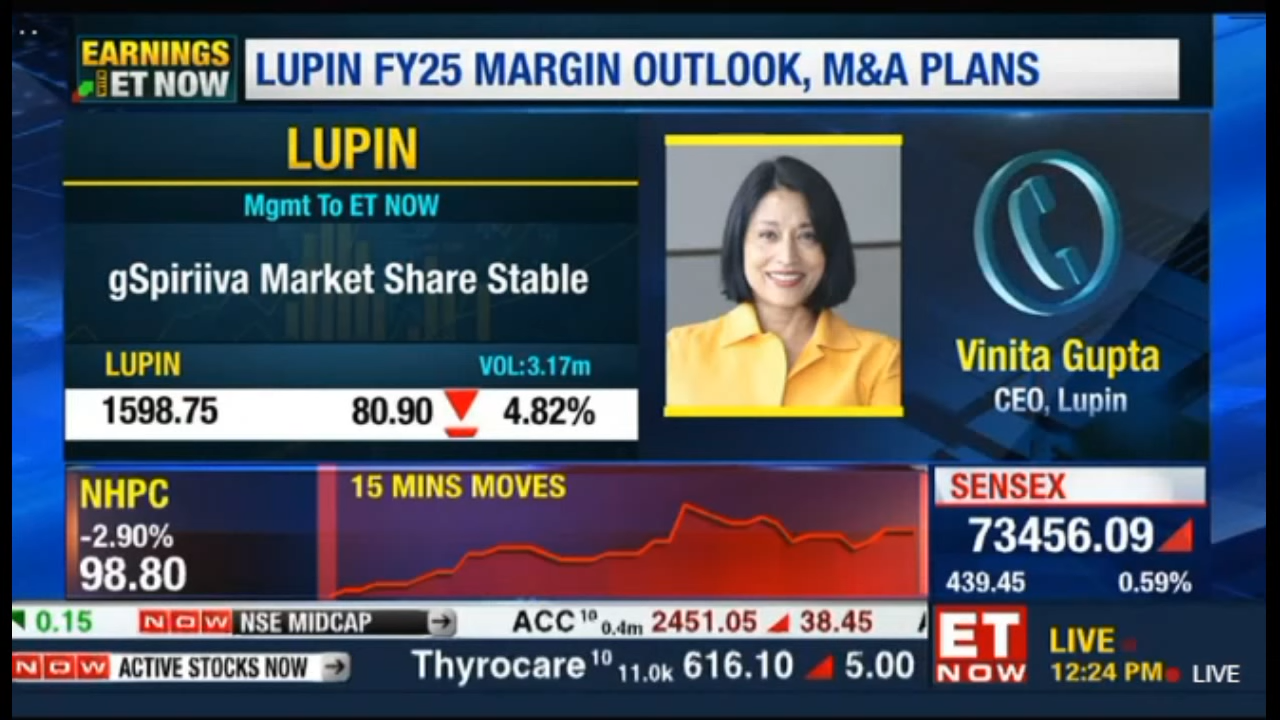 EARNINGS
WITH ET NOW
LUPIN FY25 MARGIN OUTLOOK, M&A PLANS
LUPIN
Mgmt To ET NOW
gSpiriiva Market Share Stable
LUPIN VOL:3.17m
1598.75 80.90 4.82%
Vinita Gupta
CEO, Lupin
NHPC
-2.90%
98.80
15 MINS MOVES
SENSEX
73456.09
439.45 0.59%
0.15 NOW NSE MIDCAP ACC 10 0.4m 2451.05 38.45
NOW ACTIVE STOCKS NOW Thyrocare 10 11.0k 616.10 5.00
ET
NOW
LIVE
12:24 PM
LIVE